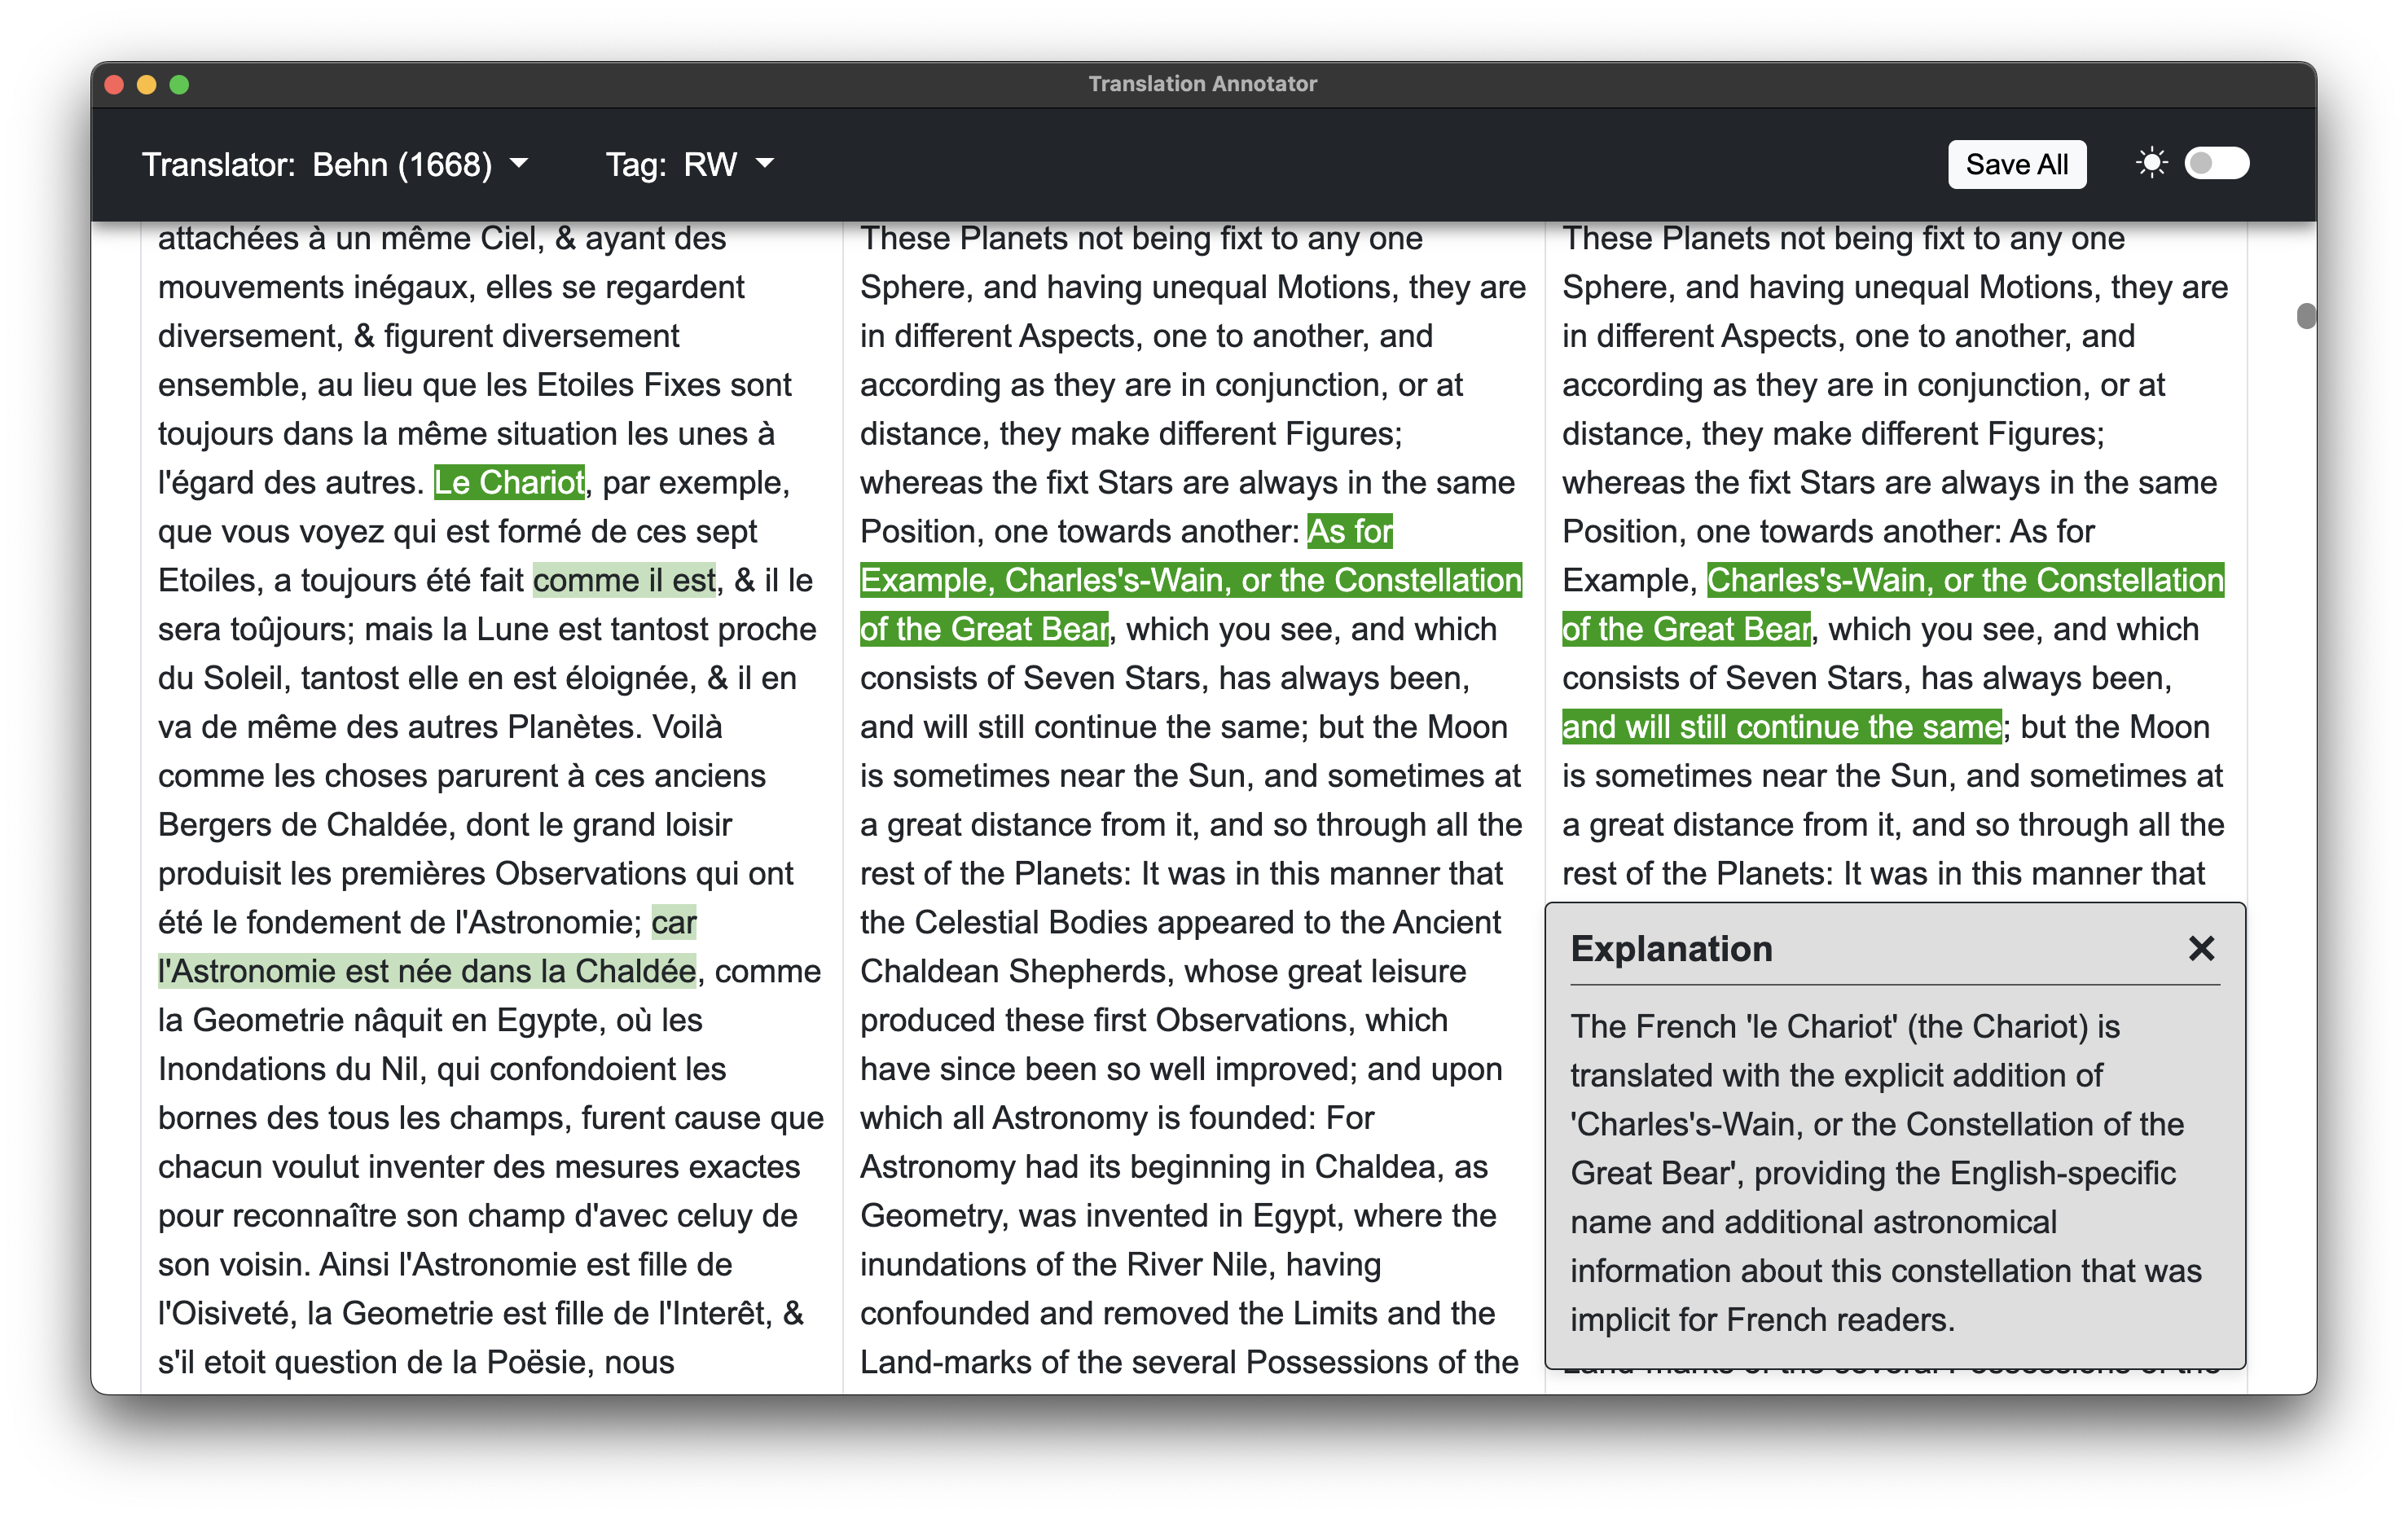 Translation Annotator
Translator: Behn (1668)
Tag: RW
Save All
attachées à un même Ciel, & ayant des
mouvements inégaux, elles se regardent
diversement, & figurent diversement
ensemble, au lieu que les Etoiles Fixes sont
toujours dans la même situation les unes à
l'égard des autres. Le Chariot, par exemple,
que vous voyez qui est formé de ces sept
Etoiles, a toujours été fait comme il est, & il le
sera toûjours; mais la Lune est tantost proche
du Soleil, tantost elle en est éloignée, & il en
va de même des autres Planètes. Voilà
comme les choses parurent à ces anciens
Bergers de Chaldée, dont le grand loisir
produisit les premières Observations qui ont
été le fondement de l'Astronomie; car
l'Astronomie est née dans la Chaldée, comme
la Geometrie nâquit en Egypte, où les
Inondations du Nil, qui confondoient les
bornes des tous les champs, furent cause que
chacun voulut inventer des mesures exactes
pour reconnaître son champ d'avec celuy de
son voisin. Ainsi l'Astronomie est fille de
l'Oisiveté, la Geometrie est fille de l'Interêt, &
s'il etoit question de la Poësie, nous
These Planets not being fixt to any one
Sphere, and having unequal Motions, they are
in different Aspects, one to another, and
according as they are in conjunction, or at
distance, they make different Figures;
whereas the fixt Stars are always in the same
Position, one towards another: As for
Example, Charles's-Wain, or the Constellation
of the Great Bear, which you see, and which
consists of Seven Stars, has always been,
and will still continue the same; but the Moon
is sometimes near the Sun, and sometimes at
a great distance from it, and so through all the
rest of the Planets: It was in this manner that
the Celestial Bodies appeared to the Ancient
Chaldean Shepherds, whose great leisure
produced these first Observations, which
have since been so well improved; and upon
which all Astronomy is founded: For
Astronomy had its beginning in Chaldea, as
Geometry, was invented in Egypt, where the
inundations of the River Nile, having
confounded and removed the Limits and the
Land-marks of the several Possessions of the
These Planets not being fixt to any one
Sphere, and having unequal Motions, they are
in different Aspects, one to another, and
according as they are in conjunction, or at
distance, they make different Figures;
whereas the fixt Stars are always in the same
Position, one towards another: As for
Example, Charles's-Wain, or the Constellation
of the Great Bear, which you see, and which
consists of Seven Stars, has always been,
and will still continue the same; but the Moon
is sometimes near the Sun, and sometimes at
a great distance from it, and so through all the
rest of the Planets: It was in this manner that
Explanation
The French 'le Chariot' (the Chariot) is
translated with the explicit addition of
'Charles's-Wain, or the Constellation of the
Great Bear', providing the English-specific
name and additional astronomical
information about this constellation that was
implicit for French readers.